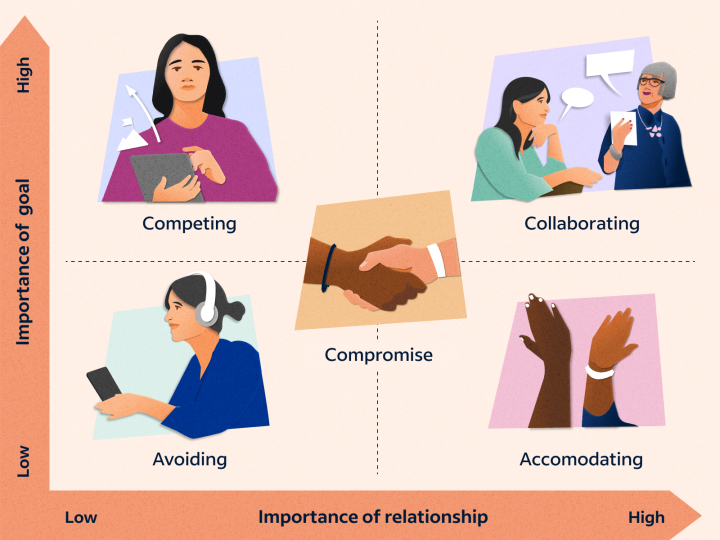 High
Importance of goal
Low
Competing
Collaborating
Compromise
Avoiding
Accomodating
Low
Importance of relationship
High